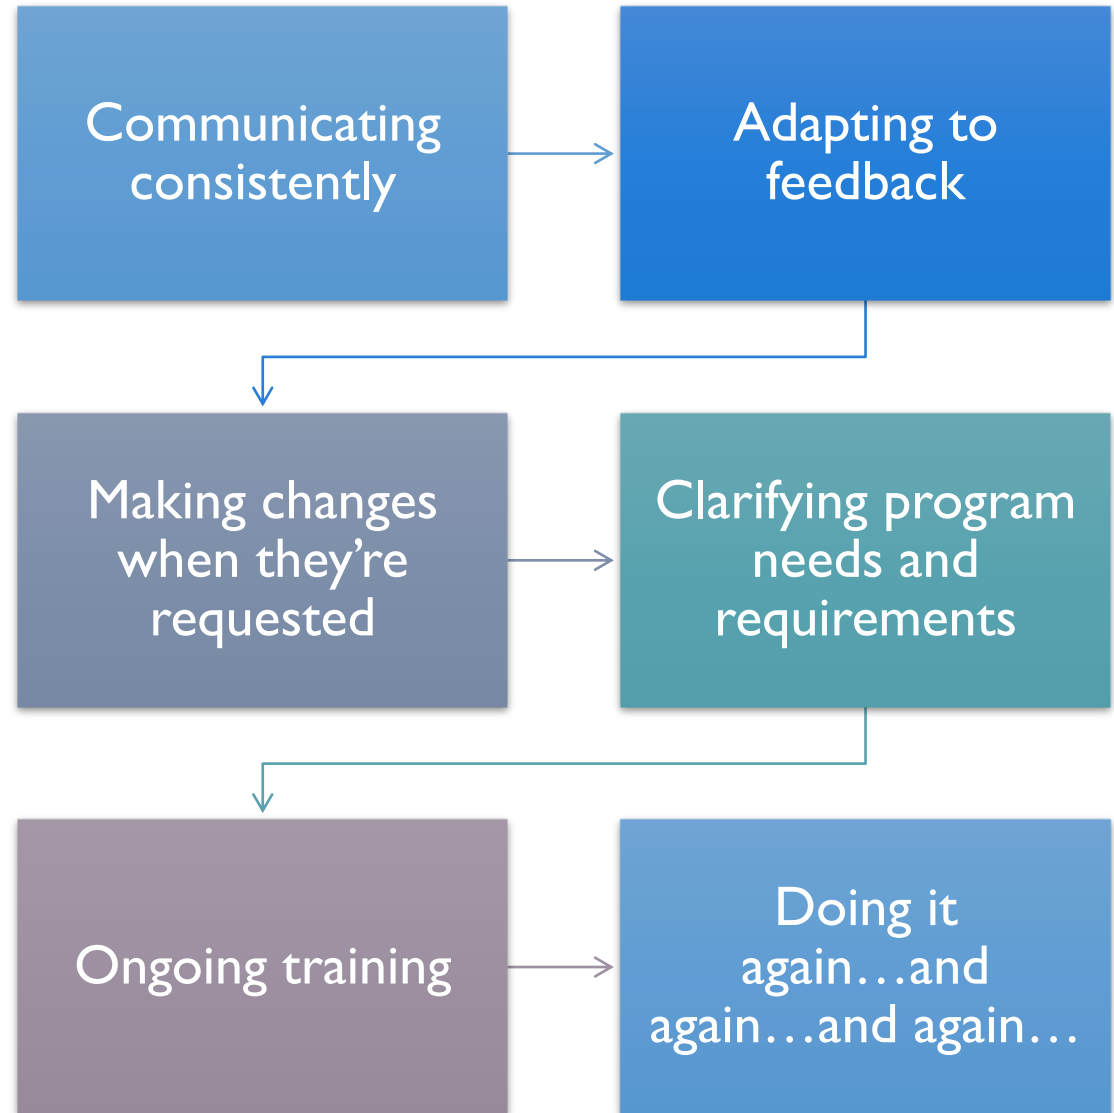 Communicating
consistently
Adapting to
feedback
Making changes
when they’re
requested
Clarifying program
needs and
requirements
Ongoing training
Doing it
again…and
again…and again…